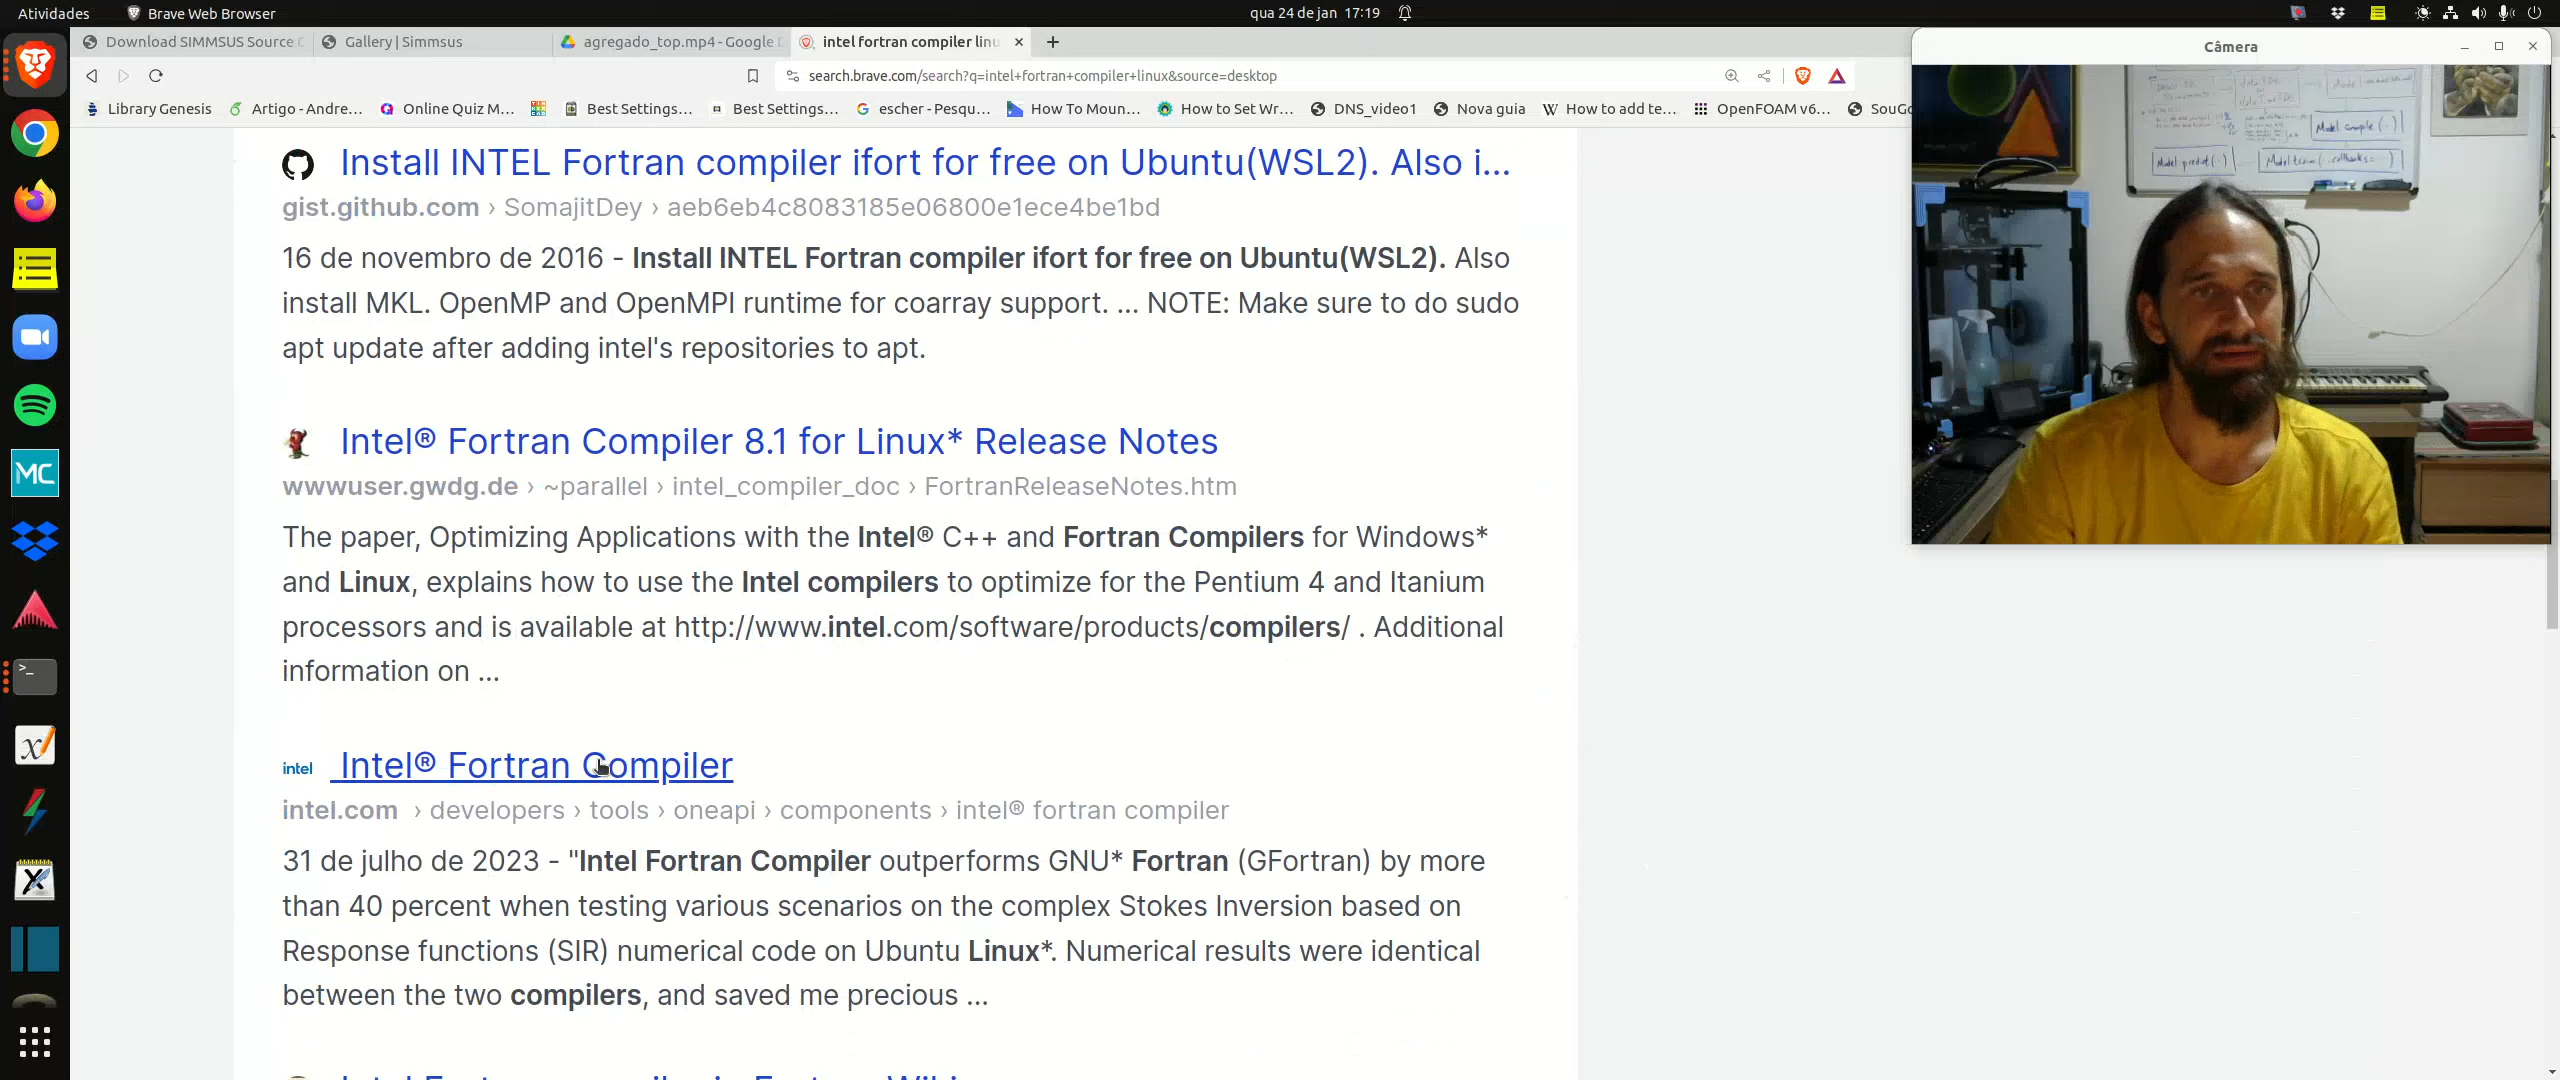 Atividades
Brave Web Browser
qua 24 de jan 17:19
Download SIMMSUS Source
Gallery | Simmsus
agregado_top.mp4 - Google
intel fortran compiler linu
search.brave.com/search?q=intel+fortran+compiler+linux&source=desktop
Library Genesis
Artigo - Andre...
Online Quiz M...
Best Settings...
Best Settings...
escher - Pesqu...
How To Moun...
How to Set Wr...
DNS_video1
Nova guia
How to add te...
OpenFOAM v6...
SouGo
Câmera
Install INTEL Fortran compiler ifort for free on Ubuntu(WSL2). Also i...
gist.github.com › SomajitDey › aeb6eb4c8083185e06800e1ece4be1bd
16 de novembro de 2016 - Install INTEL Fortran compiler ifort for free on Ubuntu(WSL2). Also
install MKL. OpenMP and OpenMPI runtime for coarray support. ... NOTE: Make sure to do sudo
apt update after adding intel's repositories to apt.
Intel® Fortran Compiler 8.1 for Linux* Release Notes
wwwuser.gwdg.de › ~parallel › intel_compiler_doc › FortranReleaseNotes.htm
The paper, Optimizing Applications with the Intel® C++ and Fortran Compilers for Windows*
and Linux, explains how to use the Intel compilers to optimize for the Pentium 4 and Itanium
processors and is available at http://www.intel.com/software/products/compilers/ . Additional
information on ...
intel
Intel® Fortran Compiler
intel.com › developers › tools › oneapi › components › intel® fortran compiler
31 de julho de 2023 - "Intel Fortran Compiler outperforms GNU* Fortran (GFortran) by more
than 40 percent when testing various scenarios on the complex Stokes Inversion based on
Response functions (SIR) numerical code on Ubuntu Linux*. Numerical results were identical
between the two compilers, and saved me precious ...
MC
Model compile (..)
Model predict (..)
Model train (.. callbacks=...)